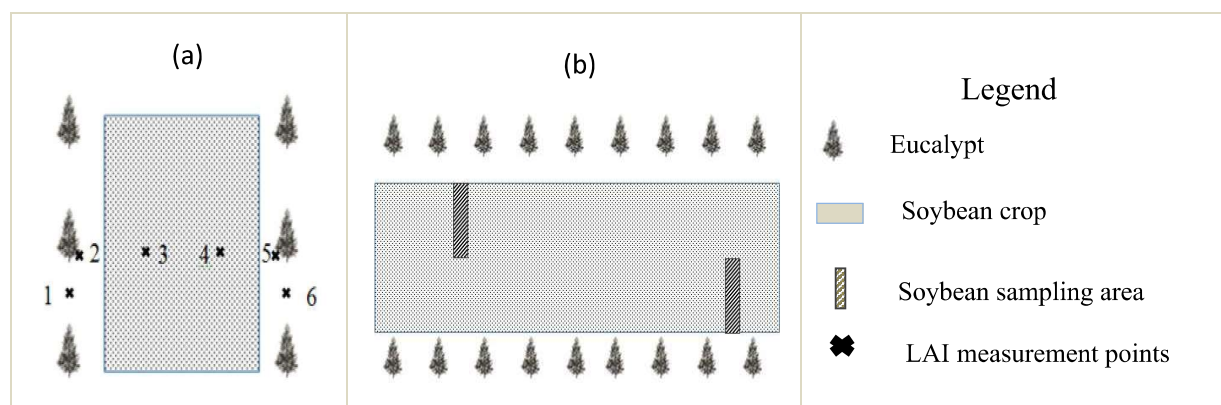 (a)
2
3
4
5
1
6
(b)
Legend
Eucalypt
Soybean crop
Soybean sampling area
LAI measurement points